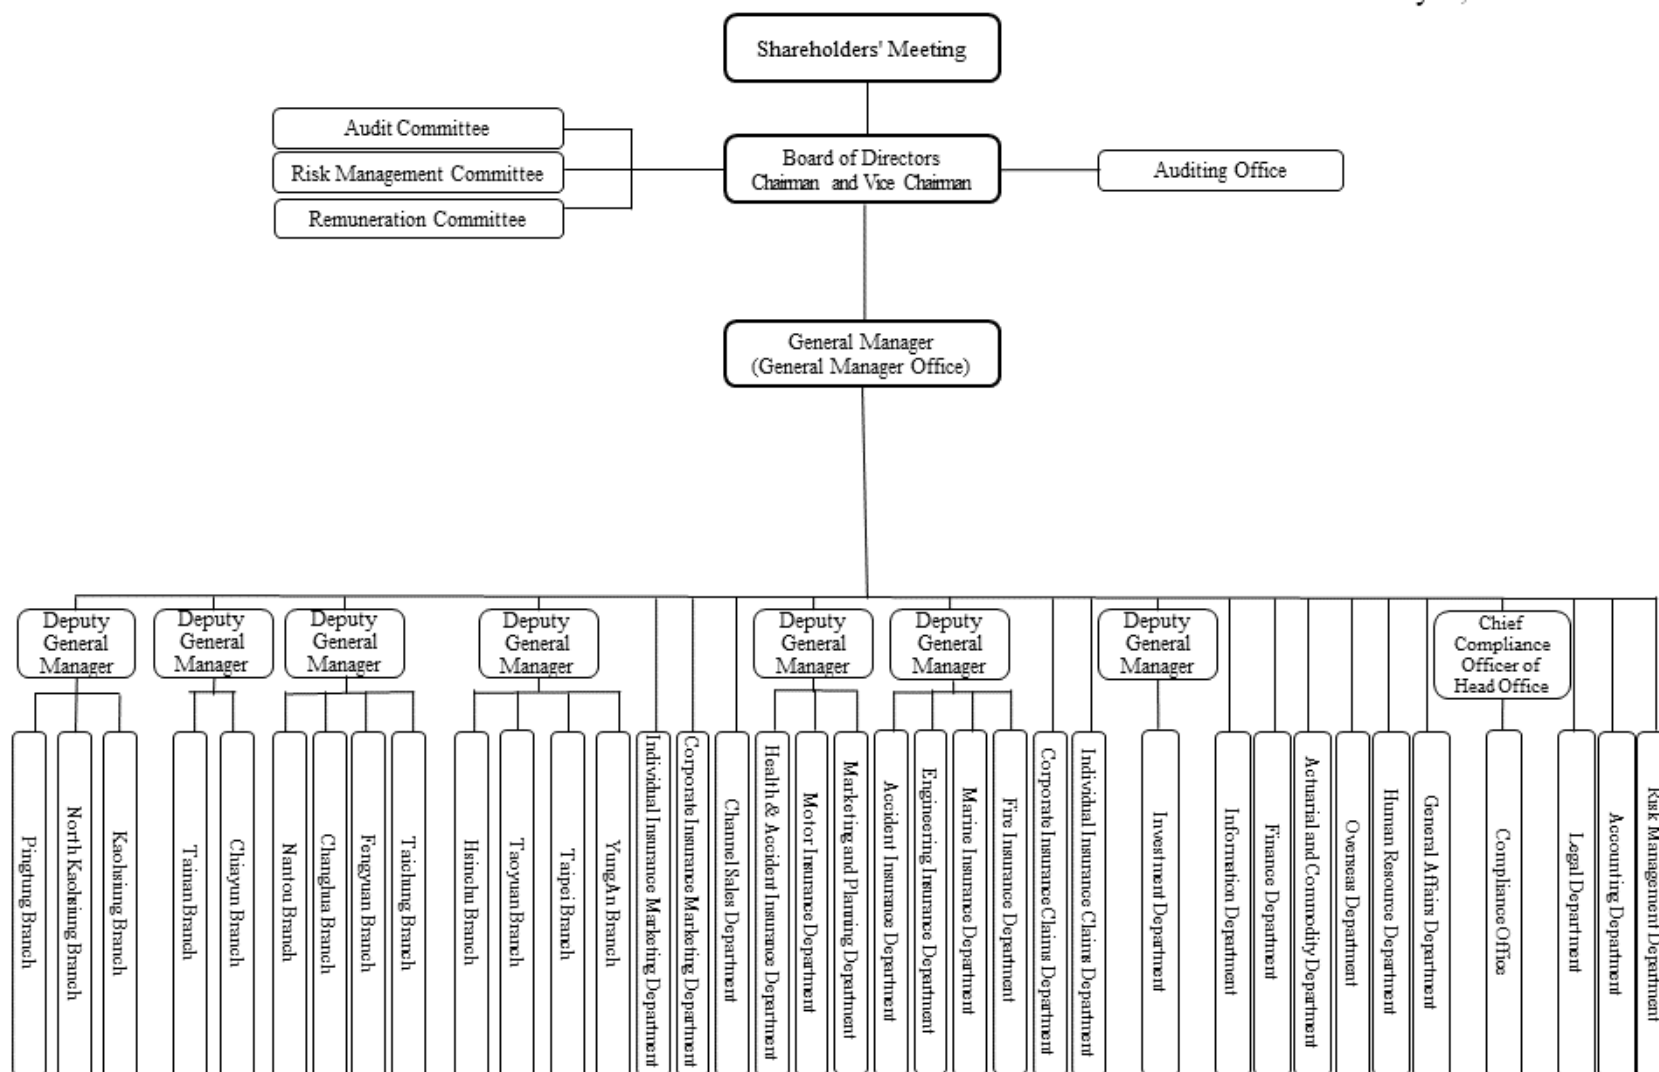 Shareholders' Meeting
Audit Committee
Risk Management Committee
Remuneration Committee
Board of Directors
Chairman and Vice Chairman
Auditing Office
General Manager
(General Manager Office)
Deputy
General
Manager
Deputy
General
Manager
Deputy
General
Manager
Deputy
General
Manager
Deputy
General
Manager
Deputy
General
Manager
Deputy
General
Manager
Chief
Compliance
Officer of
Head Office
Pingtung Branch
North Kaohsiung Branch
Kaohsiung Branch
Tainan Branch
Chiayun Branch
Nantou Branch
Changhua Branch
Fengyuan Branch
Taichung Branch
Hsinchu Branch
Taoyuan Branch
Taipei Branch
YungAn Branch
Individual Insurance Marketing Department
Corporate Insurance Marketing Department
Channel Sales Department
Health & Accident Insurance Department
Motor Insurance Department
Marketing and Planning Department
Accident Insurance Department
Engineering Insurance Department
Marine Insurance Department
Fire Insurance Department
Corporate Insurance Claims Department
Individual Insurance Claims Department
Investment Department
Information Department
Finance Department
Actuarial and Commodity Department
Overseas Department
Human Resource Department
General Affairs Department
Compliance Office
Legal Department
Accounting Department
Risk Management Department